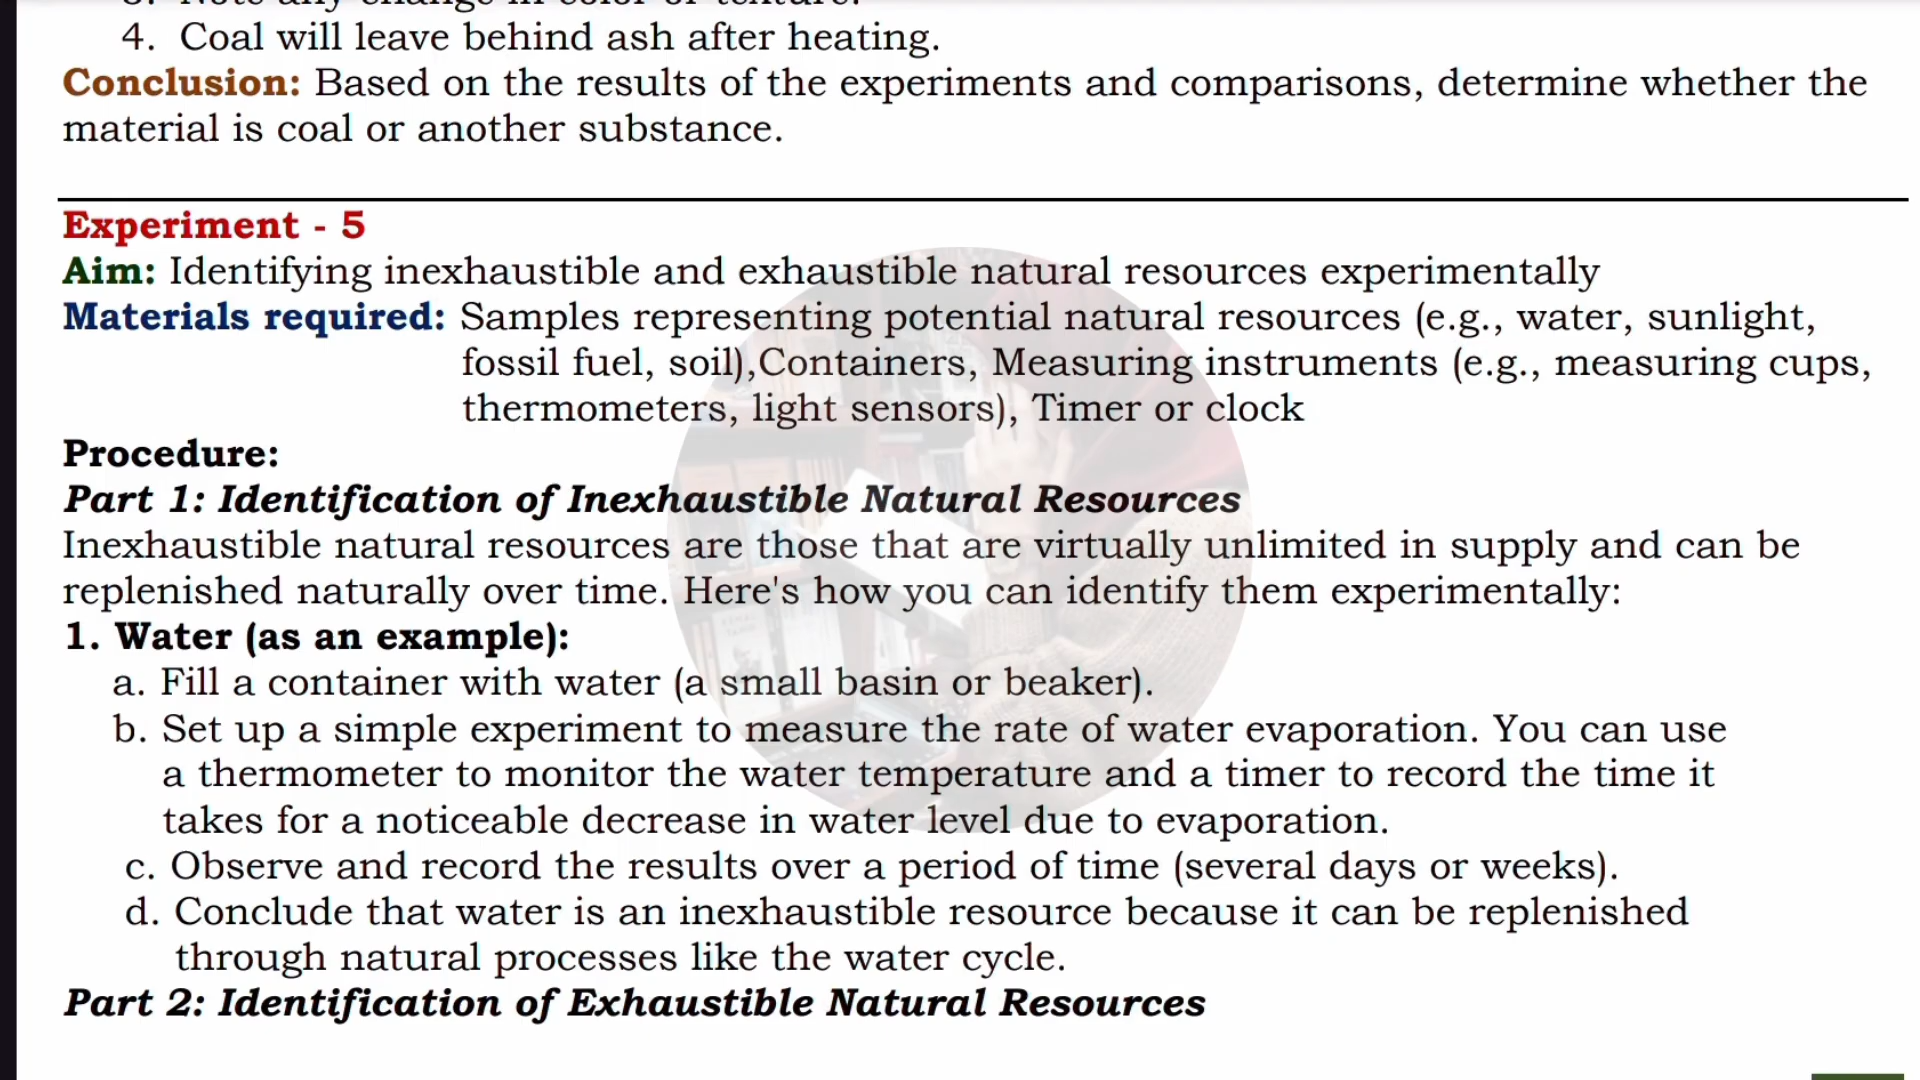 3. Note any change in color or texture.
4. Coal will leave behind ash after heating.
Conclusion: Based on the results of the experiments and comparisons, determine whether the
material is coal or another substance.
Experiment - 5
Aim: Identifying inexhaustible and exhaustible natural resources experimentally
Materials required: Samples representing potential natural resources (e.g., water, sunlight,
fossil fuel, soil),Containers, Measuring instruments (e.g., measuring cups,
thermometers, light sensors), Timer or clock
Procedure:
Part 1: Identification of Inexhaustible Natural Resources
Inexhaustible natural resources are those that are virtually unlimited in supply and can be
replenished naturally over time. Here's how you can identify them experimentally:
1. Water (as an example):
a. Fill a container with water (a small basin or beaker).
b. Set up a simple experiment to measure the rate of water evaporation. You can use
a thermometer to monitor the water temperature and a timer to record the time it
takes for a noticeable decrease in water level due to evaporation.
c. Observe and record the results over a period of time (several days or weeks).
d. Conclude that water is an inexhaustible resource because it can be replenished
through natural processes like the water cycle.
Part 2: Identification of Exhaustible Natural Resources